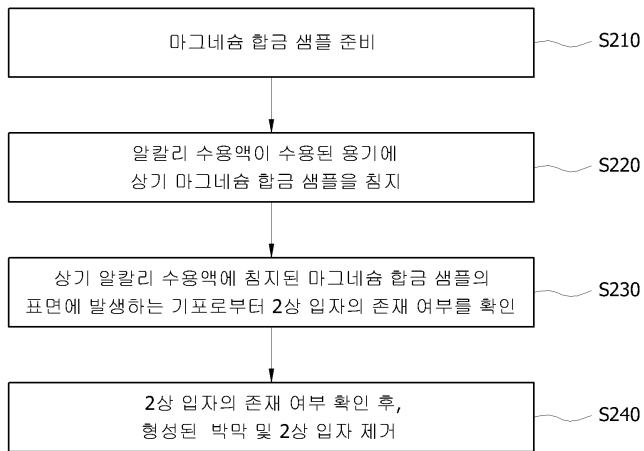 마그네슘 합금 샘플 준비
S210
알칼리 수용액이 수용된 용기에
상기 마그네슘 합금 샘플을 침지
S220
상기 알칼리 수용액에 침지된 마그네슘 합금 샘플의
표면에 발생하는 기포로부터 2상 입자의 존재 여부를 확인
S230
2상 입자의 존재 여부 확인 후,
형성된 박막 및 2상 입자 제거
S240